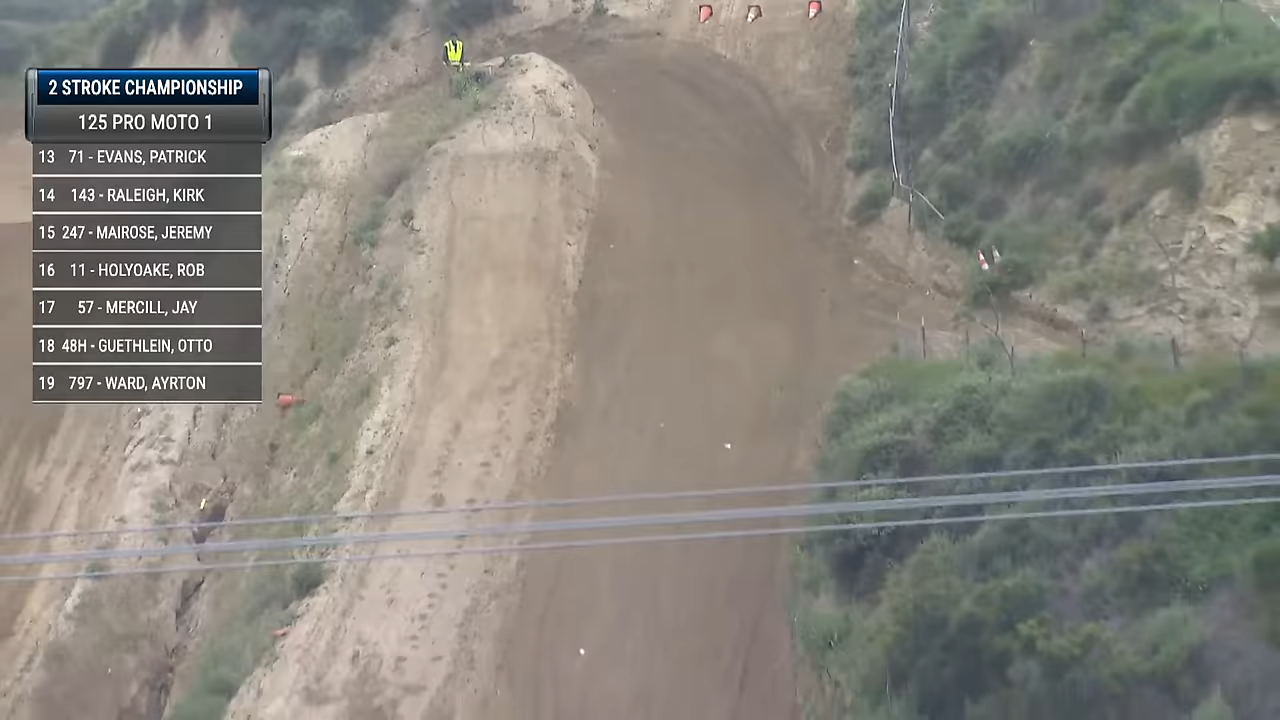 2 STROKE CHAMPIONSHIP
125 PRO MOTO 1
13 71 - EVANS, PATRICK
14 143 - RALEIGH, KIRK
15 247 - MAIROSE, JEREMY
16 11 - HOLYOAKE, ROB
17 57 - MERCILL, JAY
18 48H - GUETHLEIN, OTTO
19 797 - WARD, AYRTON